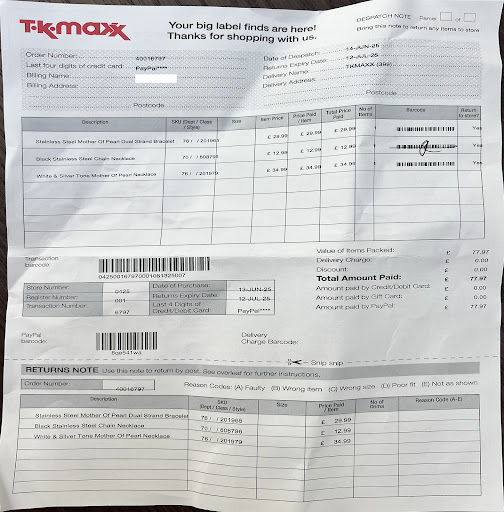 T·K·maxx
Your big label finds are here!
Thanks for shopping with us.
DESPATCH NOTE Parcel of
Bring this note to return any items to store
Order Number: 40016797
Last four digits of credit card: PayPal****
Billing Name
Billing Address:
Postcode
Date of Despatch: 14-JUN-25
Returns Expiry Date: 12-JUL-25
Delivery Name: TKMAXX (399)
Delivery Address:
Postcode
Description SKU (Dept / Class / Style) Size Item Price Price Paid / Item Total Price Paid No of Items Barcode Return to store?
Stainless Steel Mother Of Pearl Dual Strand Bracelet 76 / / 201965 £ 29.99 £ 29.99 £ 29.99 Yes
Black Stainless Steel Chain Necklace 70 / / 608796 £ 12.99 £ 12.99 £ 12.99 Yes
White & Silver Tone Mother Of Pearl Necklace 76 / / 201979 £ 34.99 £ 34.99 £ 34.99 Yes
Transaction barcode:
Value of Items Packed: £ 77.97
Delivery Charge: £ 0.00
Discount: £ 0.00
Total Amount Paid: £ 77.97
Amount paid by Credit/Debit Card: £ 0.00
Amount paid by Gift Card: £ 0.00
Amount paid by PayPal: £ 77.97
Store Number: 0425 Date of Purchase: 13-JUN-25
Register Number: 001 Returns Expiry Date: 12-JUL-25
Transaction Number: 6797 Last 4 Digits of Credit/Debit Card: PayPal****
PayPal barcode:
Delivery Charge Barcode:
Snip snip
RETURNS NOTE Use this note to return by post. See overleaf for further instructions.
Order Number: 40016797
Reason Codes: (A) Faulty (B) Wrong item (C) Wrong size (D) Poor fit (E) Not as shown
Description SKU (Dept / Class / Style) Size Price Paid / Item No of Items Reason Code (A-E)
Stainless Steel Mother Of Pearl Dual Strand Bracelet 76 / / 201965 £ 29.99
Black Stainless Steel Chain Necklace 70 / / 608796 £ 12.99
White & Silver Tone Mother Of Pearl Necklace 76 / / 201979 £ 34.99